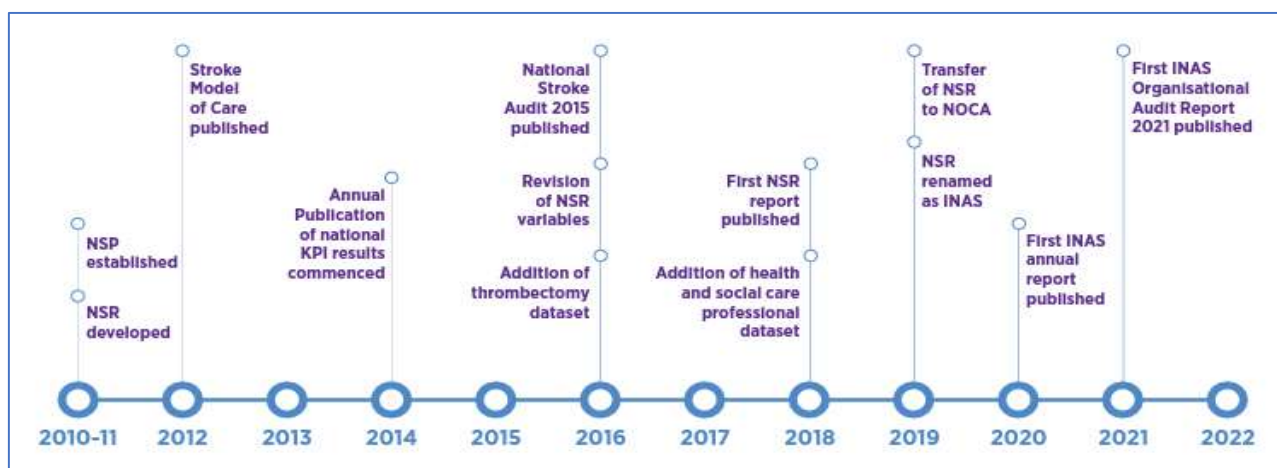 Stroke
Model
of Care
published
National
Stroke
Audit 2015
published
Transfer
of NSR
to NOCA
First INAS
Organisational
Audit Report
2021 published
Annual
Publication
of national
KPI results
commenced
Revision
of NSR
variables
First NSR
report
published
NSR
renamed
as INAS
NSP
established
NSR
developed
Addition of
thrombectomy
dataset
Addition of health
and social care
professional
dataset
First INAS
annual
report
published
2010-11 2012 2013 2014 2015 2016 2017 2018 2019 2020 2021 2022